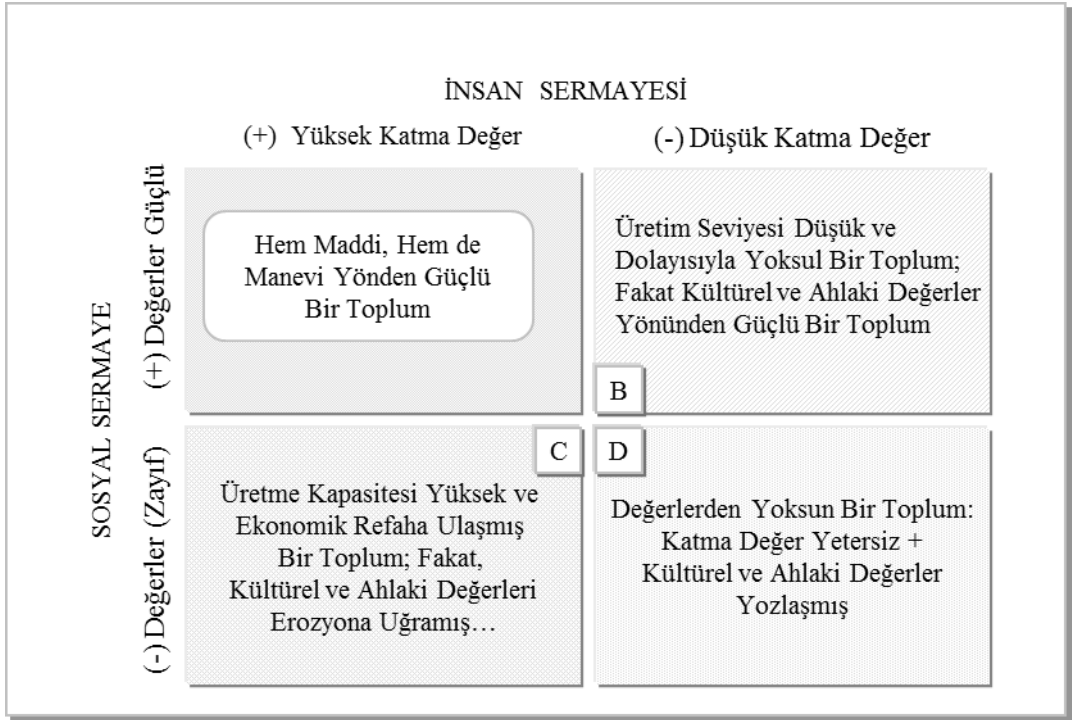 İNSAN SERMAYESİ
(+) Yüksek Katma Değer
(-) Düşük Katma Değer
SOSYAL SERMAYE
(+) Değerler Güçlü
Hem Maddi, Hem de
Manevi Yönden Güçlü
Bir Toplum
Üretim Seviyesi Düşük ve
Dolayısıyla Yoksul Bir Toplum;
Fakat Kültürel ve Ahlaki Değerler
Yönünden Güçlü Bir Toplum
B
(-) Değerler (Zayıf)
C
Üretme Kapasitesi Yüksek ve
Ekonomik Refaha Ulaşmış
Bir Toplum; Fakat,
Kültürel ve Ahlaki Değerleri
Erozyona Uğramış…
D
Değerlerden Yoksun Bir Toplum:
Katma Değer Yetersiz +
Kültürel ve Ahlaki Değerler
Yozlaşmış